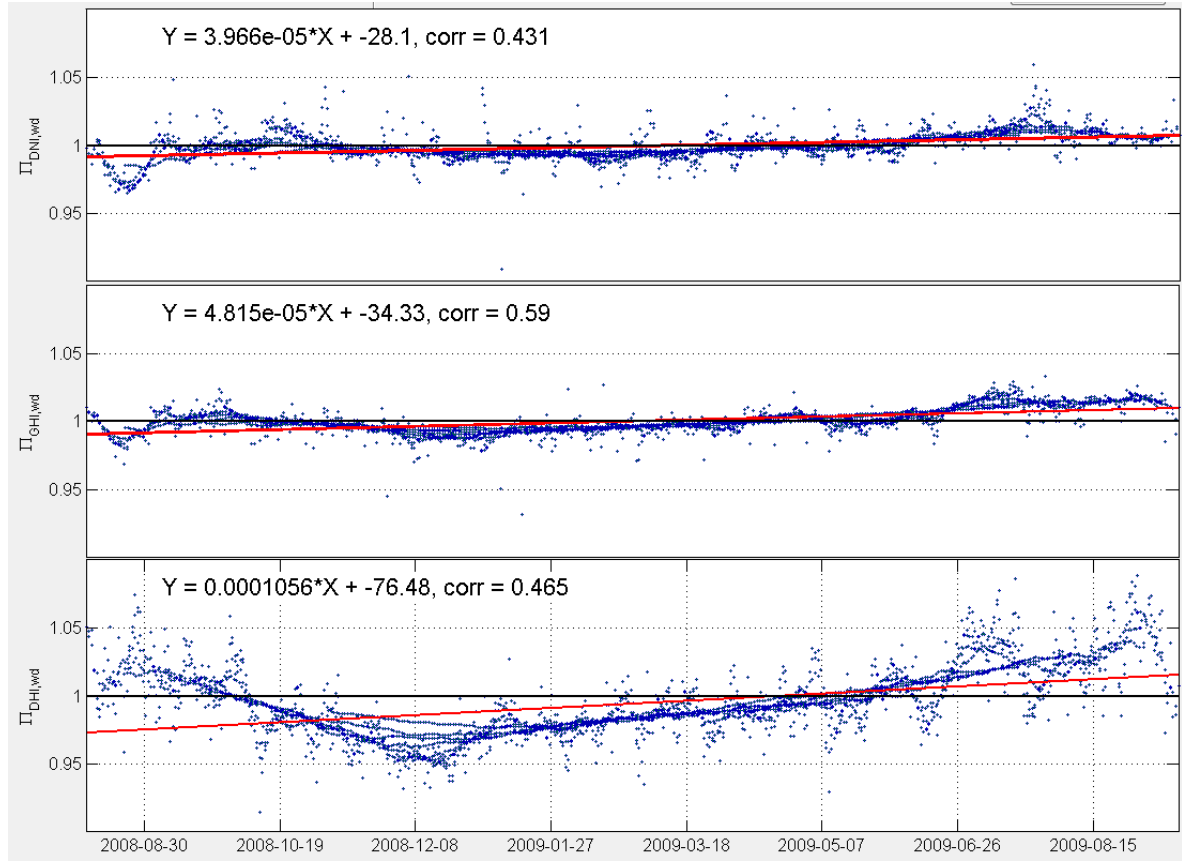 Y = 3.966e-05*X + -28.1, corr = 0.431
1.05
1
0.95
Π DNI,wd
Y = 4.815e-05*X + -34.33, corr = 0.59
1.05
1
0.95
Π GHI,wd
Y = 0.0001056*X + -76.48, corr = 0.465
1.05
1
0.95
Π DHI,wd
2008-08-30 2008-10-19 2008-12-08 2009-01-27 2009-03-18 2009-05-07 2009-06-26 2009-08-15